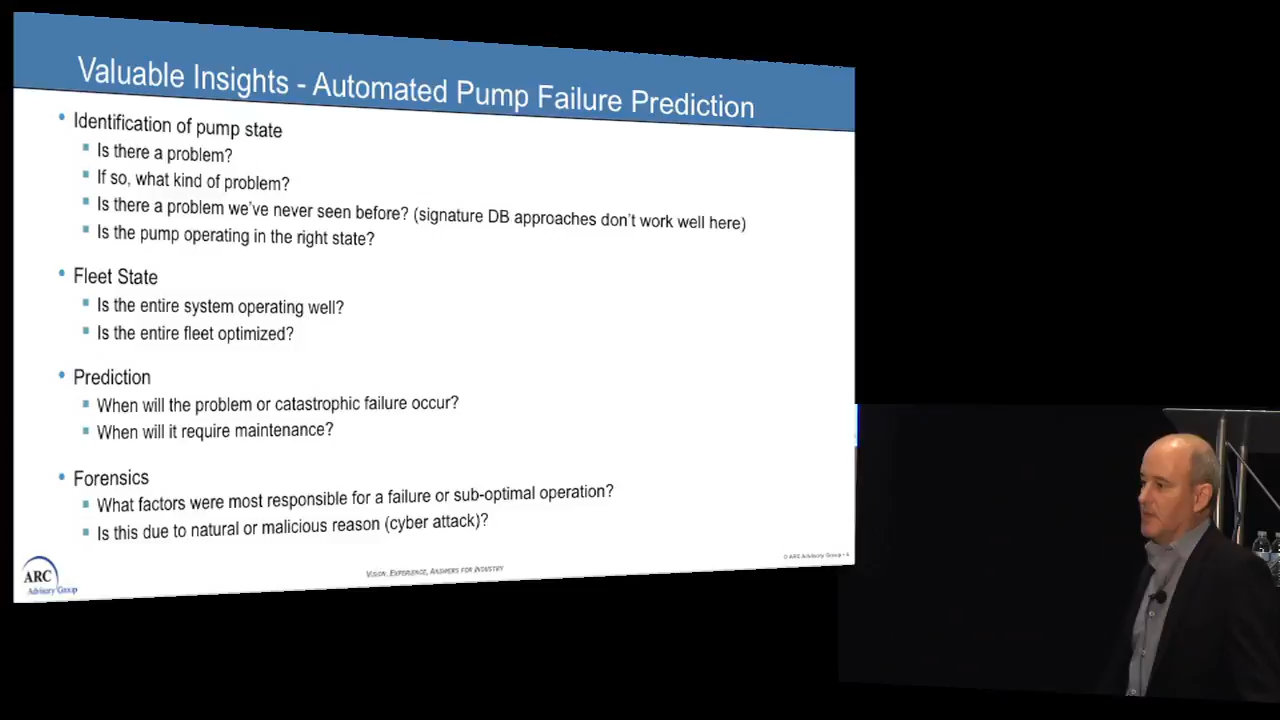 Valuable Insights - Automated Pump Failure Prediction
Identification of pump state
Is there a problem?
If so, what kind of problem?
Is there a problem we've never seen before? (signature DB approaches don't work well here)
Is the pump operating in the right state?
Fleet State
Is the entire system operating well?
Is the entire fleet optimized?
Prediction
When will the problem or catastrophic failure occur?
When will it require maintenance?
Forensics
What factors were most responsible for a failure or sub-optimal operation?
Is this due to natural or malicious reason (cyber attack)?
ARC
Advisory Group
Vision, Experience, Answers for Industry
© ARC Advisory Group • 4